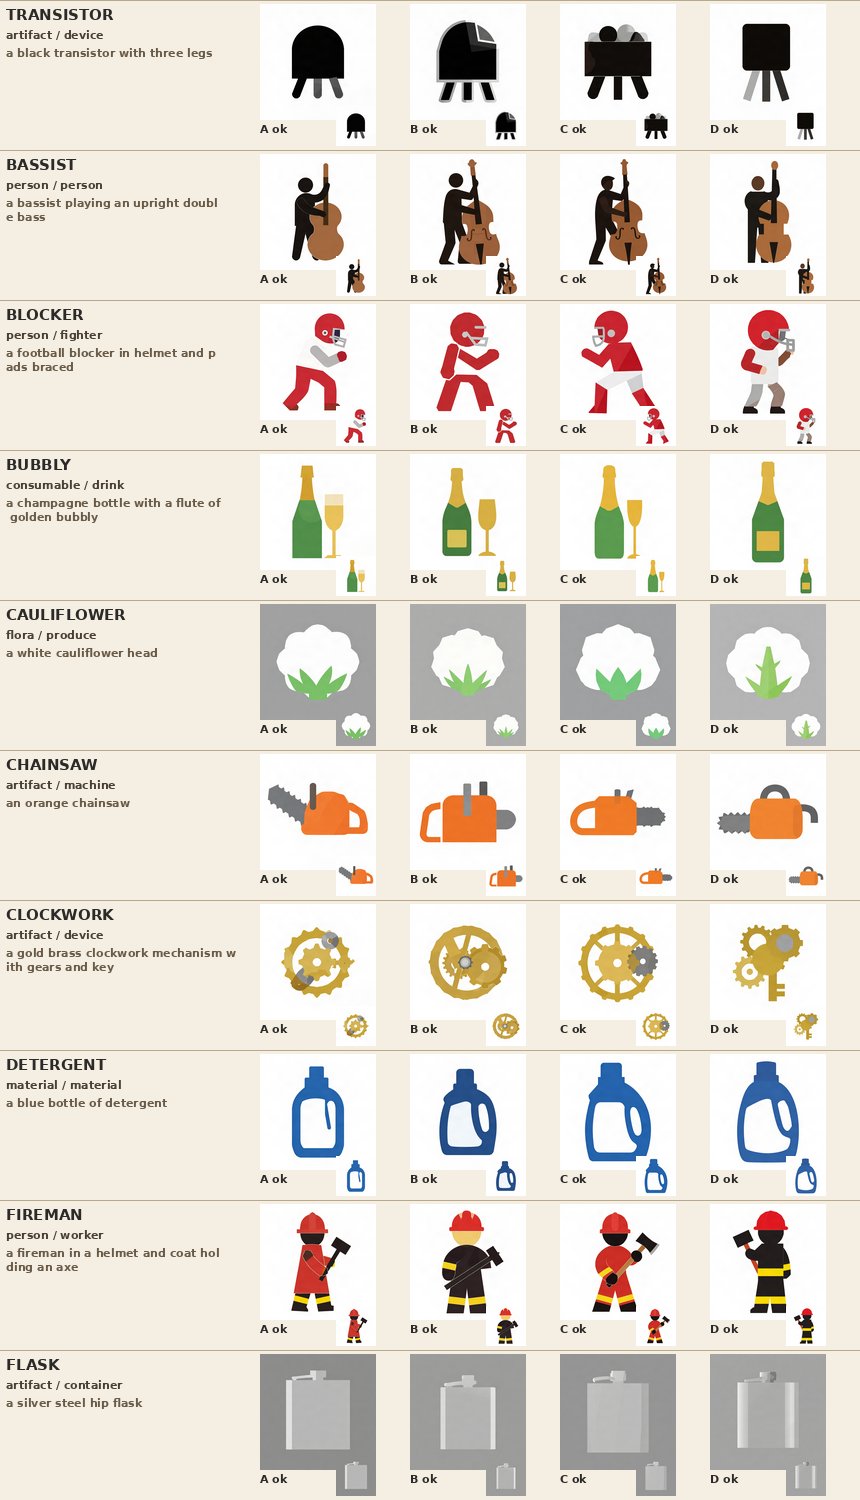 TRANSISTOR
artifact / device
a black transistor with three legs
A ok
B ok
C ok
D ok
BASSIST
person / person
a bassist playing an upright doubl
e bass
A ok
B ok
C ok
D ok
BLOCKER
person / fighter
a football blocker in helmet and p
ads braced
A ok
B ok
C ok
D ok
BUBBLY
consumable / drink
a champagne bottle with a flute of
golden bubbly
A ok
B ok
C ok
D ok
CAULIFLOWER
flora / produce
a white cauliflower head
A ok
B ok
C ok
D ok
CHAINSAW
artifact / machine
an orange chainsaw
A ok
B ok
C ok
D ok
CLOCKWORK
artifact / device
a gold brass clockwork mechanism w
ith gears and key
A ok
B ok
C ok
D ok
DETERGENT
material / material
a blue bottle of detergent
A ok
B ok
C ok
D ok
FIREMAN
person / worker
a fireman in a helmet and coat hol
ding an axe
A ok
B ok
C ok
D ok
FLASK
artifact / container
a silver steel hip flask
A ok
B ok
C ok
D ok